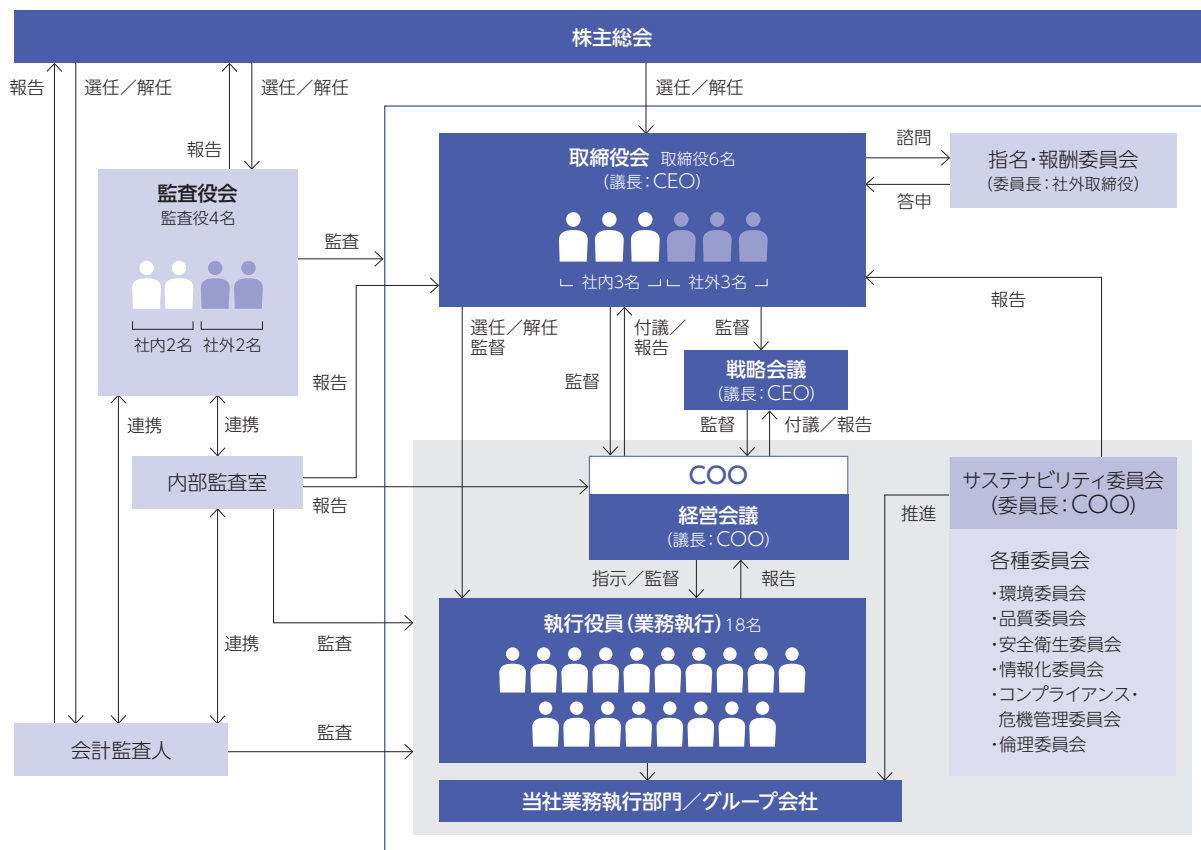 株主総会
報告
選任／解任
報告
選任／解任
選任／解任
取締役会 取締役6名
(議長：CEO)
社内3名
社外3名
諮問
答申
指名・報酬委員会
(委員長：社外取締役)
監査役会
監査役4名
社内2名
社外2名
監査
報告
選任／解任
監督
監督
付議／
報告
監督
報告
戦略会議
(議長：CEO)
監督
付議／報告
連携
連携
内部監査室
報告
COO
経営会議
(議長：COO)
サステナビリティ委員会
(委員長：COO)
推進
各種委員会
・環境委員会
・品質委員会
・安全衛生委員会
・情報化委員会
・コンプライアンス・
危機管理委員会
・倫理委員会
指示／監督
報告
執行役員(業務執行) 18名
連携
監査
会計監査人
監査
当社業務執行部門／グループ会社